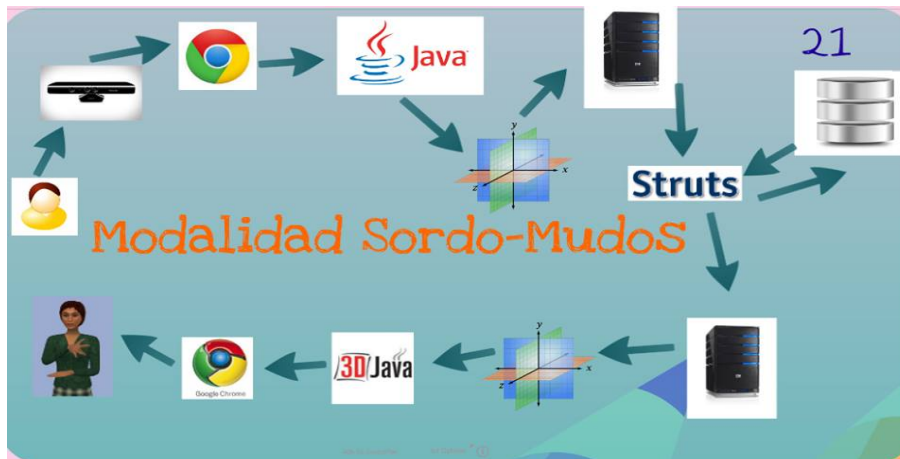 21
Java
y
x
z
Struts
Modalidad Sordo-Mudos
y
x
z
3D Java
Google Chrome